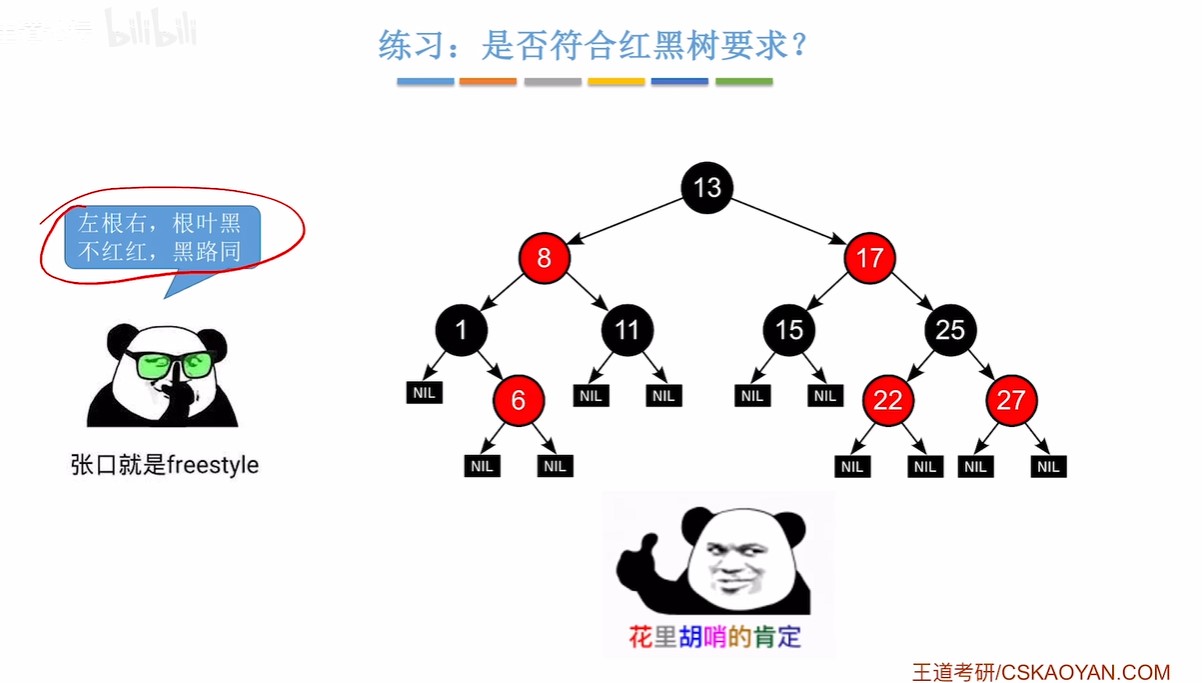 bilibili
练习：是否符合红黑树要求？
左根右，根叶黑
不红红，黑路同
张口就是freestyle
13
8
17
1
11
15
25
NIL
6
NIL
NIL
NIL
NIL
22
27
NIL
NIL
NIL
NIL
NIL
NIL
花里胡哨的肯定
王道考研/CSKAOYAN.COM